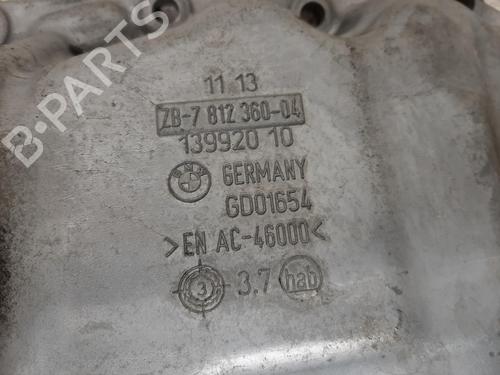 11 13
ZB-7 812 360-04
139920 10
BMW GERMANY
GD01654
>EN AC-46000<
3 3.7 hab
B-PARTS